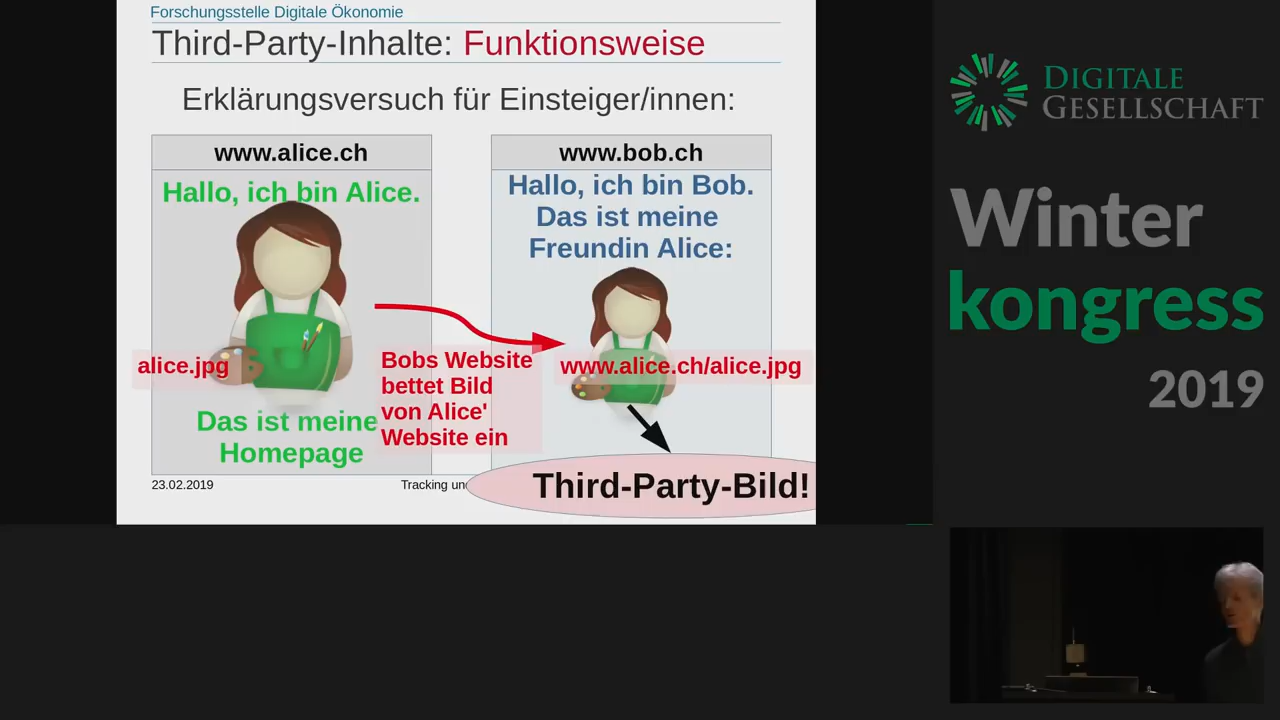 Forschungsstelle Digitale Ökonomie
Third-Party-Inhalte: Funktionsweise
Erklärungsversuch für Einsteiger/innen:
www.alice.ch
Hallo, ich bin Alice.
alice.jpg
Das ist meine
Homepage
Bobs Website
bettet Bild
von Alice'
Website ein
www.bob.ch
Hallo, ich bin Bob.
Das ist meine
Freundin Alice:
www.alice.ch/alice.jpg
Third-Party-Bild!
23.02.2019
Tracking
DIGITALE
GESELLSCHAFT
Winter
kongress
2019